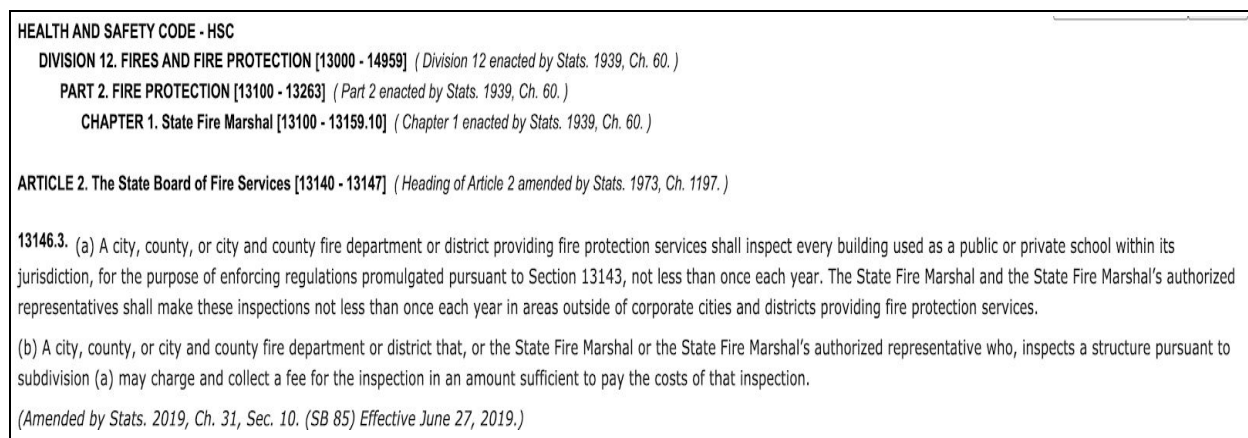 HEALTH AND SAFETY CODE - HSC
DIVISION 12. FIRES AND FIRE PROTECTION [13000 - 14959] ( Division 12 enacted by Stats. 1939, Ch. 60. )
PART 2. FIRE PROTECTION [13100 - 13263] ( Part 2 enacted by Stats. 1939, Ch. 60. )
CHAPTER 1. State Fire Marshal [13100 - 13159.10] ( Chapter 1 enacted by Stats. 1939, Ch. 60. )
ARTICLE 2. The State Board of Fire Services [13140 - 13147] ( Heading of Article 2 amended by Stats. 1973, Ch. 1197. )
13146.3. (a) A city, county, or city and county fire department or district providing fire protection services shall inspect every building used as a public or private school within its
jurisdiction, for the purpose of enforcing regulations promulgated pursuant to Section 13143, not less than once each year. The State Fire Marshal and the State Fire Marshal’s authorized
representatives shall make these inspections not less than once each year in areas outside of corporate cities and districts providing fire protection services.
(b) A city, county, or city and county fire department or district that, or the State Fire Marshal or the State Fire Marshal’s authorized representative who, inspects a structure pursuant to
subdivision (a) may charge and collect a fee for the inspection in an amount sufficient to pay the costs of that inspection.
(Amended by Stats. 2019, Ch. 31, Sec. 10. (SB 85) Effective June 27, 2019.)